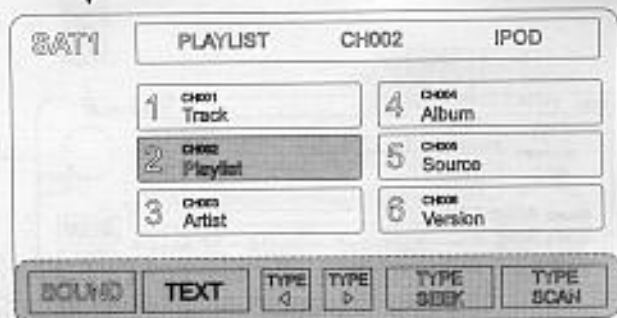 SAT1 PLAYLIST CH002 IPOD
1 CH001 Track
2 CH002 Playlist
3 CH003 Artist
4 CH004 Album
5 CH005 Source
6 CH006 Version
SOUND TEXT TYPE ◁ TYPE ▷ TYPE SEEK TYPE SCAN